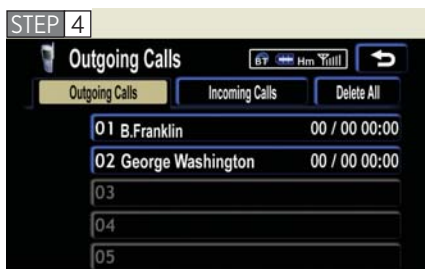 STEP 4
Outgoing Calls BT Hm
Outgoing Calls Incoming Calls Delete All
01 B.Franklin 00 / 00 00:00
02 George Washington 00 / 00 00:00
03
04
05